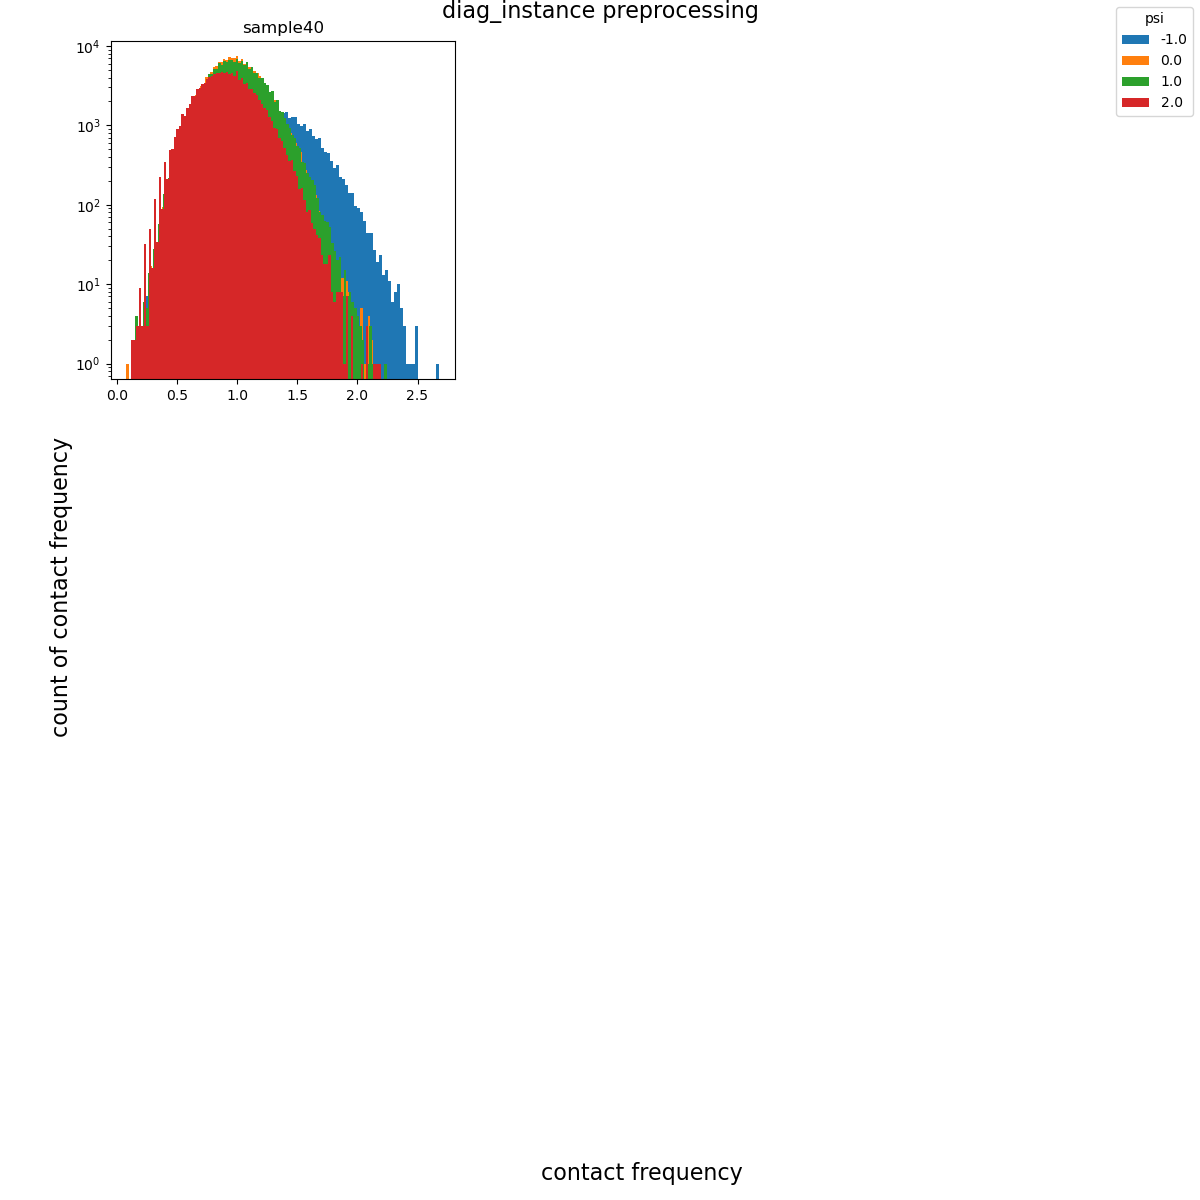 diag_instance preprocessing
sample40
psi
-1.0
0.0
1.0
2.0
10^4
10^3
10^2
10^1
10^0
0.0 0.5 1.0 1.5 2.0 2.5
count of contact frequency
contact frequency